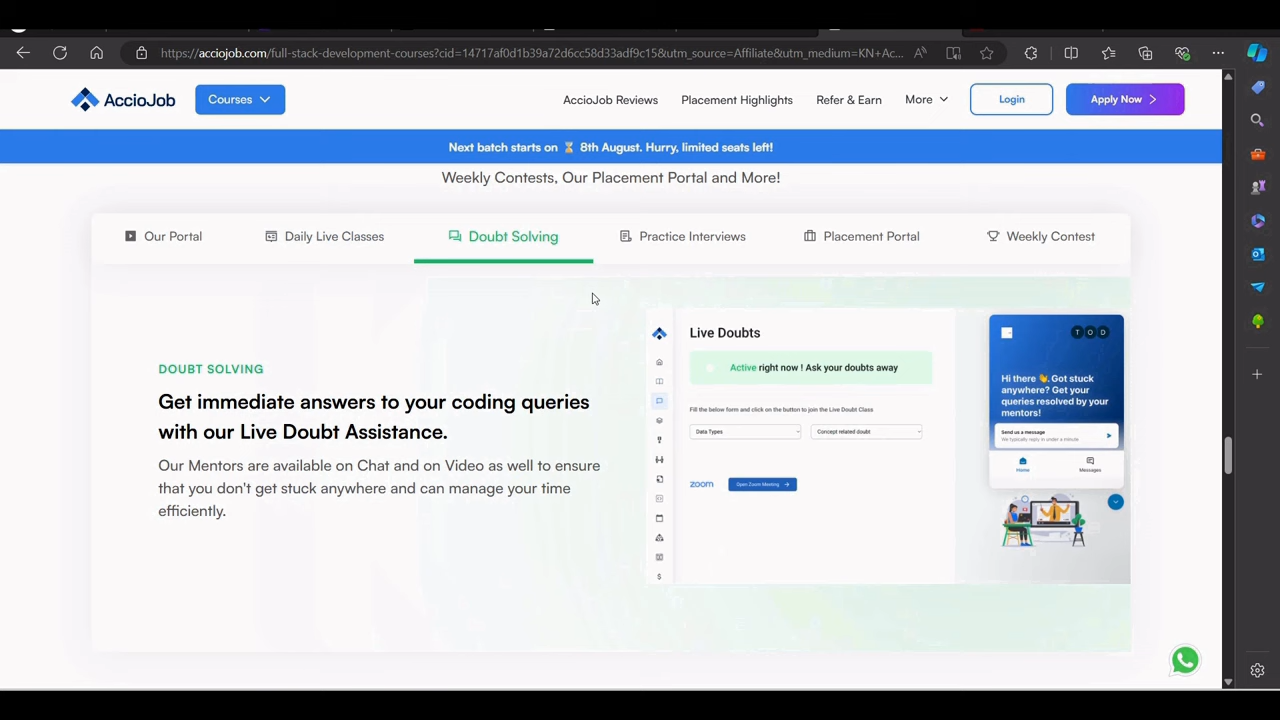 https://acciojob.com/full-stack-development-courses?cid=14717af0d1b39a72d6cc58d33adf9c15&utm_source=Affiliate&utm_medium=KN+Ac...
AccioJob
Courses
AccioJob Reviews
Placement Highlights
Refer & Earn
More
Login
Apply Now
Next batch starts on ⏳ 8th August. Hurry, limited seats left!
Weekly Contests, Our Placement Portal and More!
Our Portal
Daily Live Classes
Doubt Solving
Practice Interviews
Placement Portal
Weekly Contest
DOUBT SOLVING
Get immediate answers to your coding queries
with our Live Doubt Assistance.
Our Mentors are available on Chat and on Video as well to ensure
that you don't get stuck anywhere and can manage your time
efficiently.
Live Doubts
Active right now ! Ask your doubts away
Fill the below form and click on the button to join the Live Doubt Class
Data Types
Concept related doubt
zoom
Open Zoom Meeting
T O D
Hi there 👋. Got stuck
anywhere? Get your
queries resolved by your
mentors!
Send us a message
We typically reply in under a minute
Home
Messages